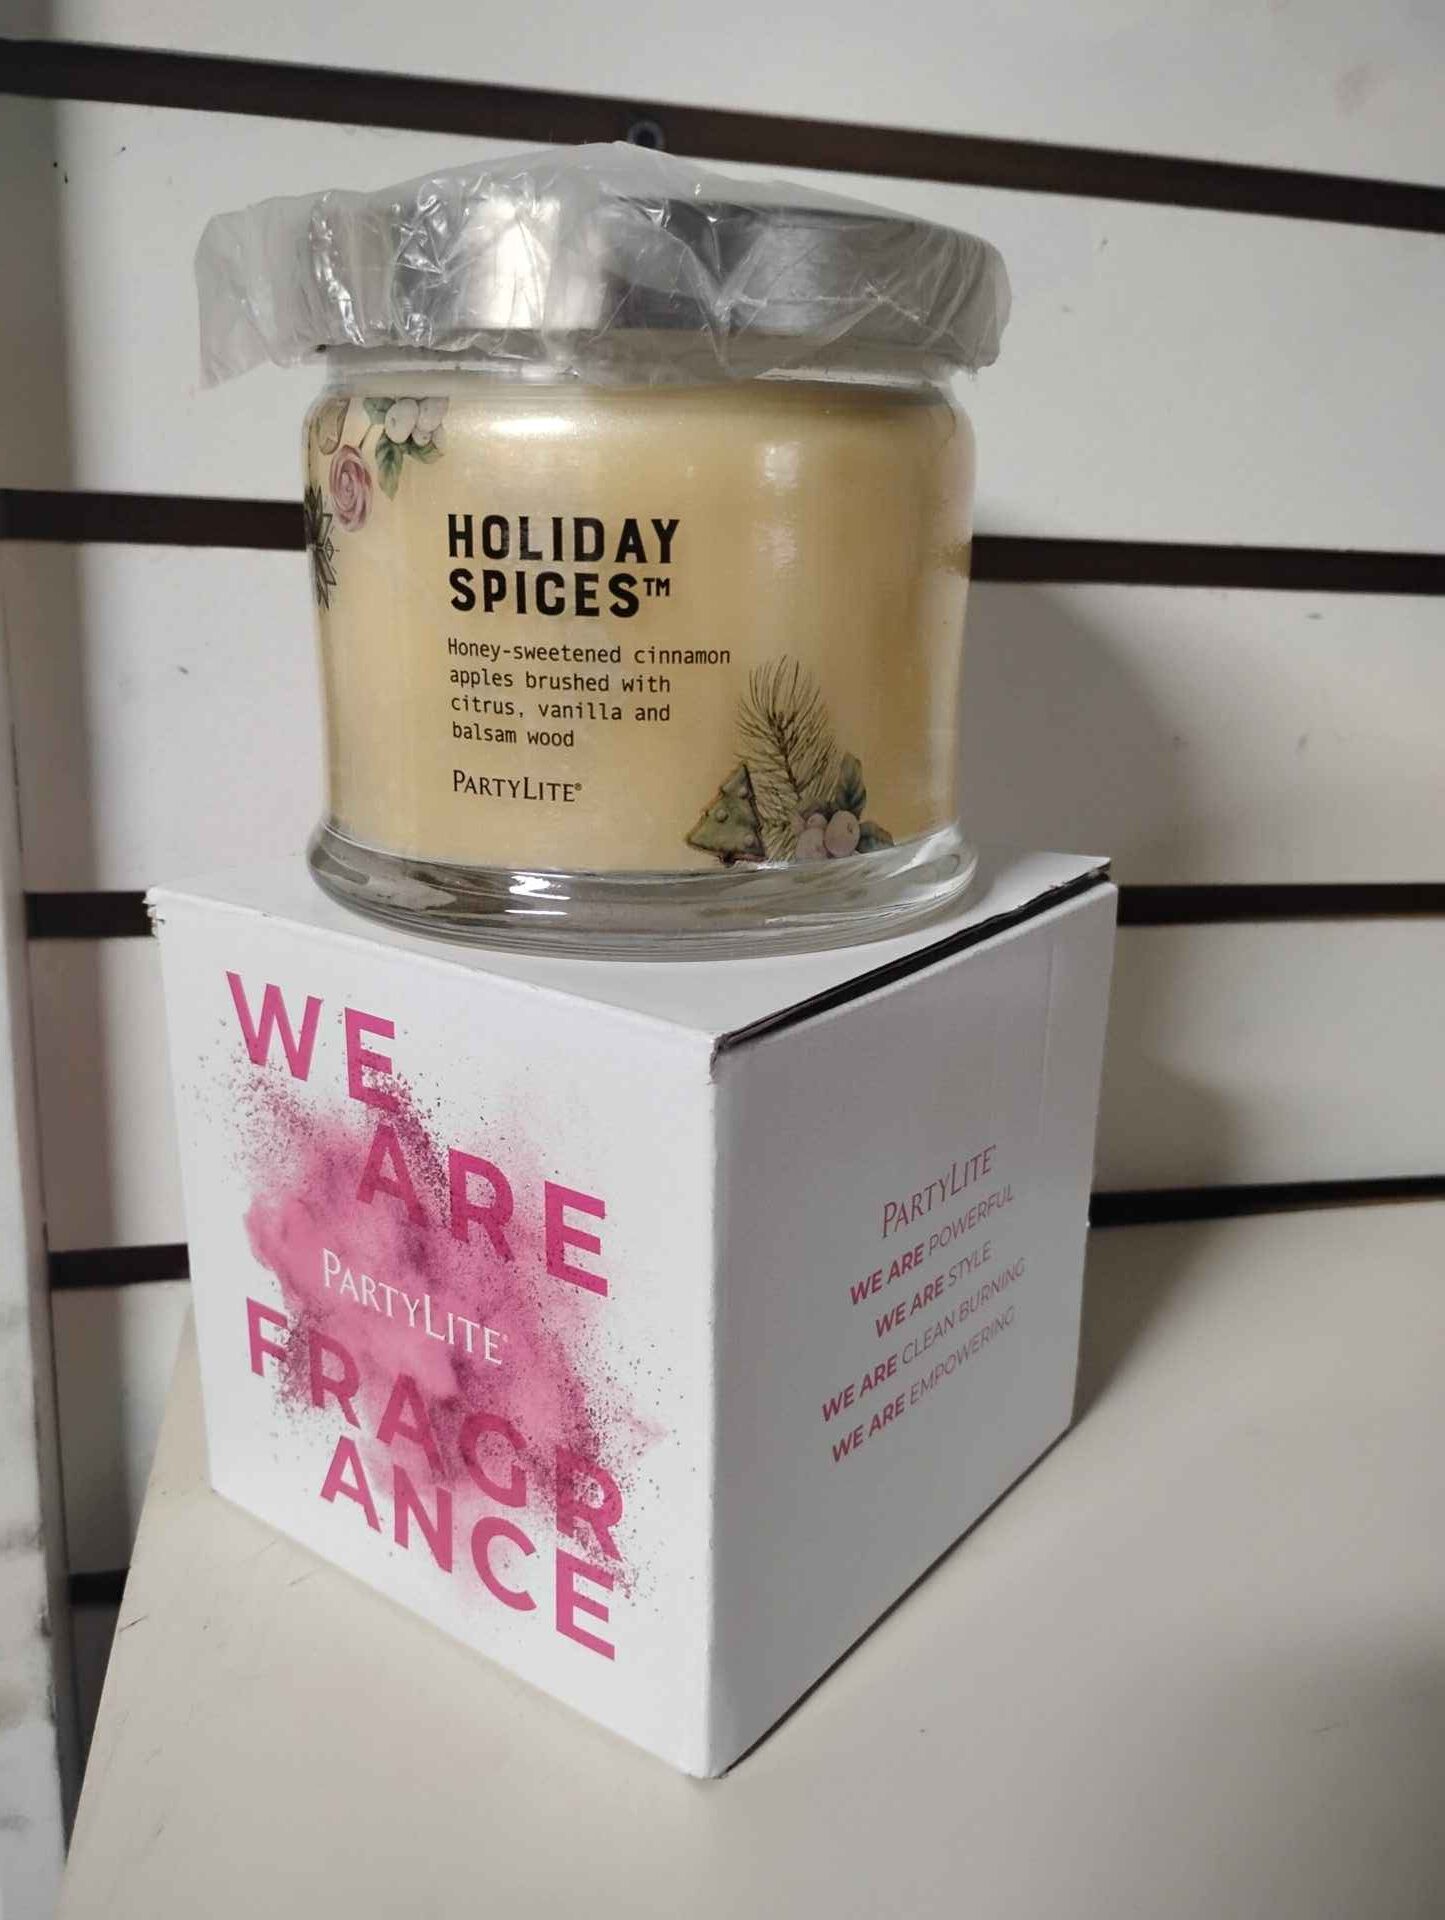 HOLIDAY
SPICES™
Honey-sweetened cinnamon
apples brushed with
citrus, vanilla and
balsam wood
PARTYLITE®
WE
ARE
PARTYLITE®
FRAGR
ANCE
PARTYLITE®
WE ARE POWERFUL
WE ARE STYLE
WE ARE CLEAN BURNING
WE ARE EMPOWERING